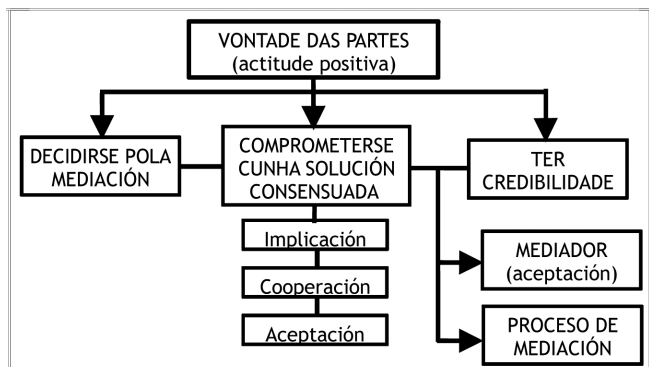 VONTADE DAS PARTES
(actitude positiva)
DECIDIRSE POLA
MEDIACIÓN
COMPROMETERSE
CUNHA SOLUCIÓN
CONSENSUADA
TER
CREDIBILIDADE
Implicación
Cooperación
Aceptación
MEDIADOR
(aceptación)
PROCESO DE
MEDIACIÓN